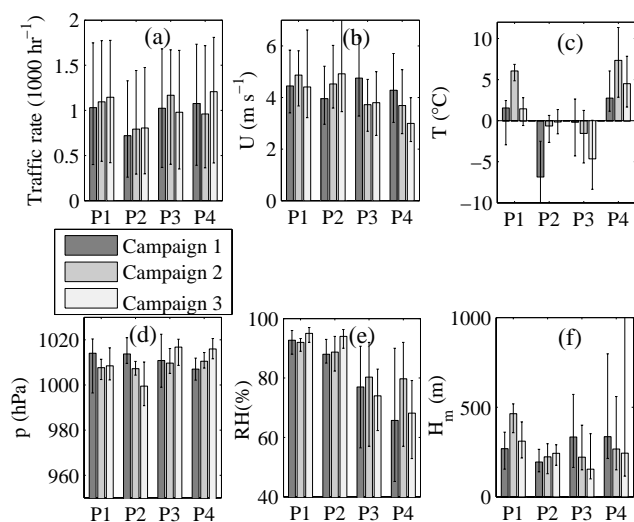 (a)
Traffic rate (1000 hr⁻¹)
2
1.5
1
0.5
0
P1 P2 P3 P4
(b)
U (m s⁻¹)
6
4
2
0
P1 P2 P3 P4
(c)
T (°C)
10
5
0
−5
−10
P1 P2 P3 P4
Campaign 1
Campaign 2
Campaign 3
(d)
p (hPa)
1020
1000
980
960
P1 P2 P3 P4
(e)
RH(%)
100
80
60
40
P1 P2 P3 P4
(f)
H_m (m)
1000
500
0
P1 P2 P3 P4